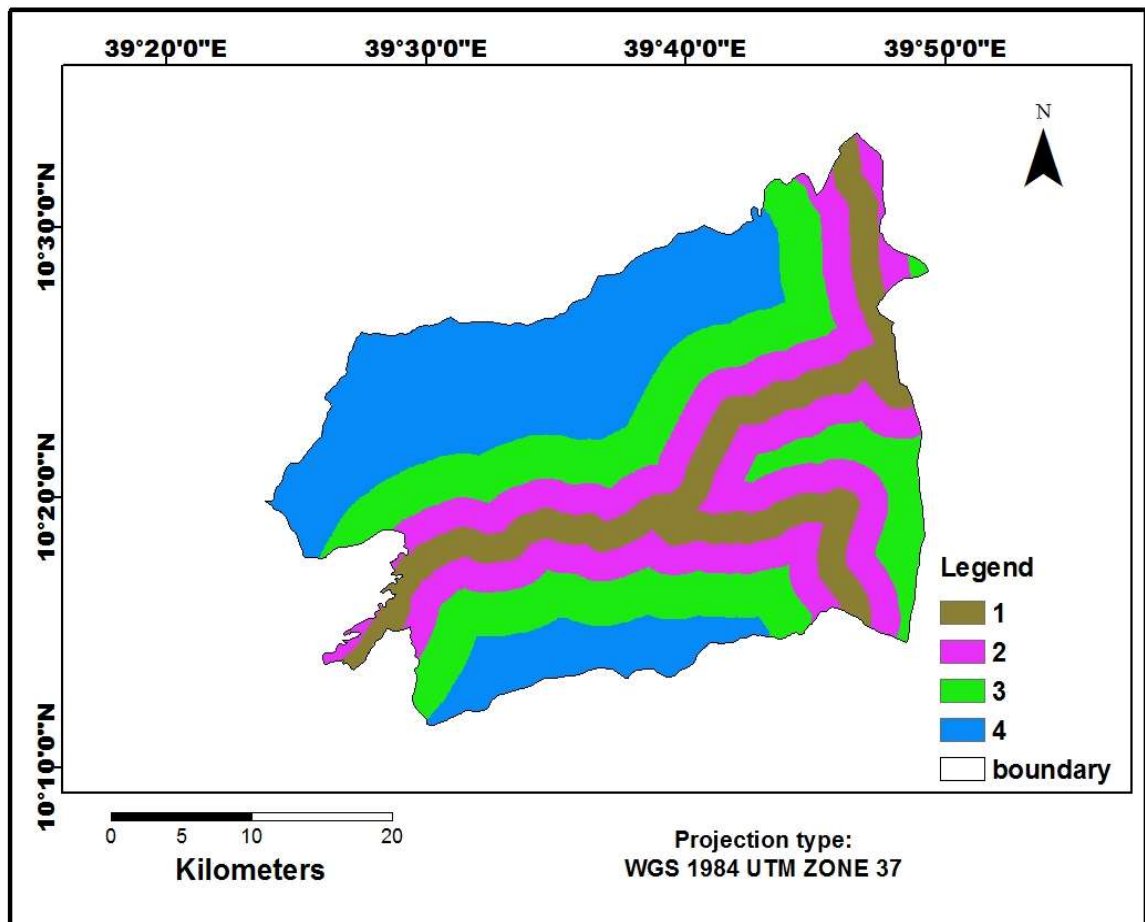 39°20'0"E 39°30'0"E 39°40'0"E 39°50'0"E
N
10°30'0"N
10°20'0"N
10°10'0"N
Legend
1
2
3
4
boundary
0 5 10 20
Kilometers
Projection type:
WGS 1984 UTM ZONE 37